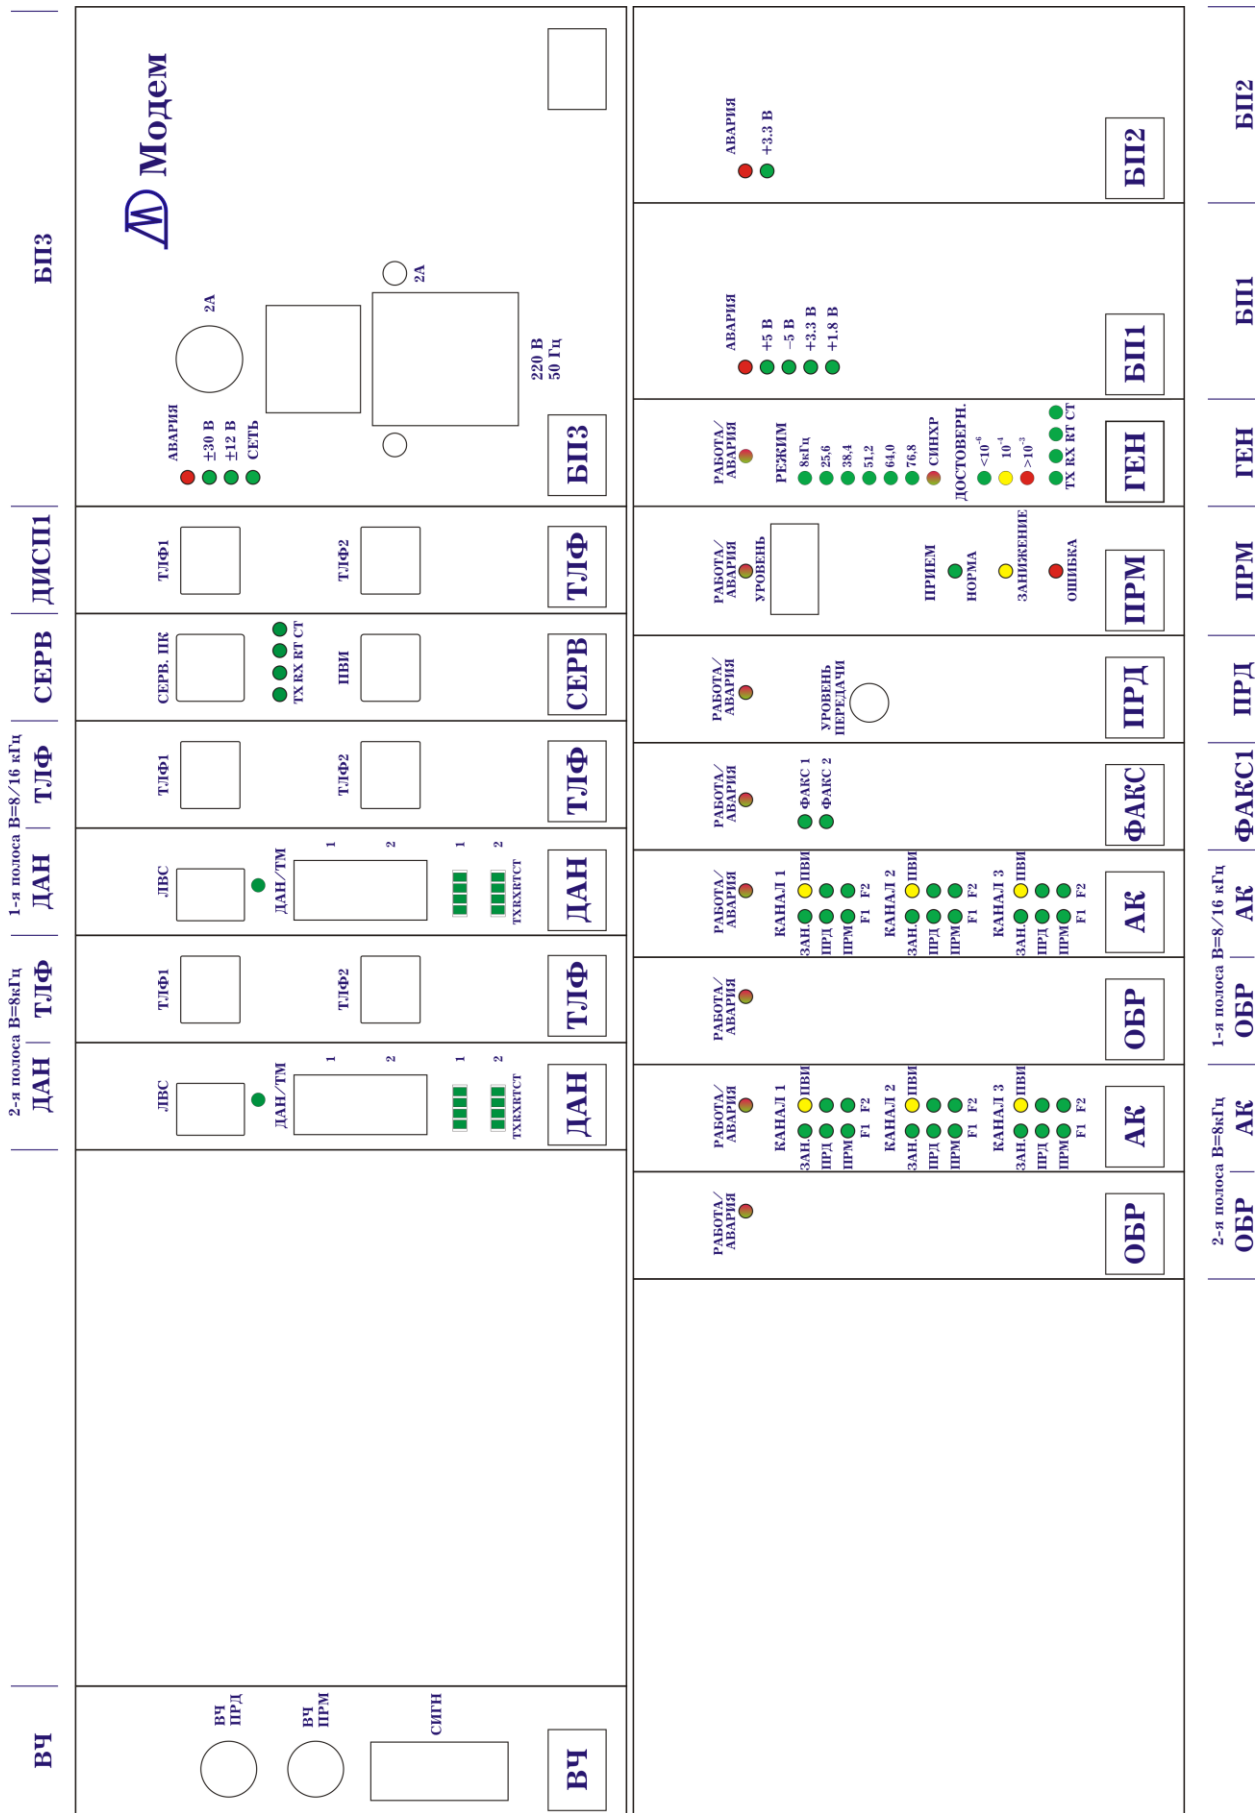 ВЧ
2-я полоса B=8кГц
ДАН
ТЛФ
1-я полоса B=8/16 кГц
ДАН
ТЛФ
СЕРВ
ДИСП1
БП3
ВЧ
ПРД
ВЧ
ПРМ
СИГН
ВЧ
ЛВС
ДАН/ТМ
1
2
1
2
TXRXRTCT
ДАН
ТЛФ1
ТЛФ2
ТЛФ
ЛВС
ДАН/ТМ
1
2
1
2
TXRXRTCT
ДАН
ТЛФ1
ТЛФ2
ТЛФ
СЕРВ. ПК
TX RX RT CT
ПВИ
СЕРВ
ТЛФ1
ТЛФ2
ТЛФ
Модем
АВАРИЯ
±30 В
±12 В
СЕТЬ
2А
2А
220 В
50 Гц
БП3
РАБОТА/
АВАРИЯ
ОБР
РАБОТА/
АВАРИЯ
КАНАЛ 1
ЗАН. ПВИ
ПРД
ПРМ
F1 F2
КАНАЛ 2
ЗАН. ПВИ
ПРД
ПРМ
F1 F2
КАНАЛ 3
ЗАН. ПВИ
ПРД
ПРМ
F1 F2
АК
РАБОТА/
АВАРИЯ
ОБР
РАБОТА/
АВАРИЯ
КАНАЛ 1
ЗАН. ПВИ
ПРД
ПРМ
F1 F2
КАНАЛ 2
ЗАН. ПВИ
ПРД
ПРМ
F1 F2
КАНАЛ 3
ЗАН. ПВИ
ПРД
ПРМ
F1 F2
АК
РАБОТА/
АВАРИЯ
ФАКС 1
ФАКС 2
ФАКС
РАБОТА/
АВАРИЯ
УРОВЕНЬ
ПЕРЕДАЧИ
ПРД
РАБОТА/
АВАРИЯ
УРОВЕНЬ
ПРИЕМ
НОРМА
ЗАНИЖЕНИЕ
ОШИБКА
ПРМ
РАБОТА/
АВАРИЯ
РЕЖИМ
8кГц
25,6
38,4
51,2
64,0
76,8
СИНХР
ДОСТОВЕРН.
<10⁻⁶
10⁻⁴
>10⁻³
TX RX RT CT
ГЕН
АВАРИЯ
+5 В
−5 В
+3.3 В
+1.8 В
БП1
АВАРИЯ
+3.3 В
БП2
2-я полоса B=8кГц
ОБР
АК
1-я полоса B=8/16 кГц
ОБР
АК
ФАКС1
ПРД
ПРМ
ГЕН
БП1
БП2